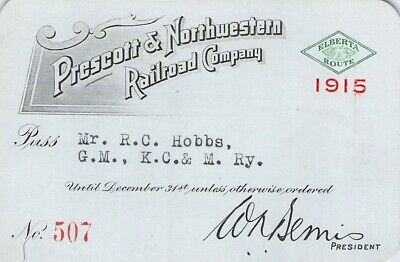 Prescott & Northwestern
Railroad Company
ELBERTA
ROUTE
1915
Pass Mr. R.C. Hobbs,
G.M., K.C.& M. Ry.
Until December 31st, unless otherwise ordered
No. 507
W N Bemis
PRESIDENT